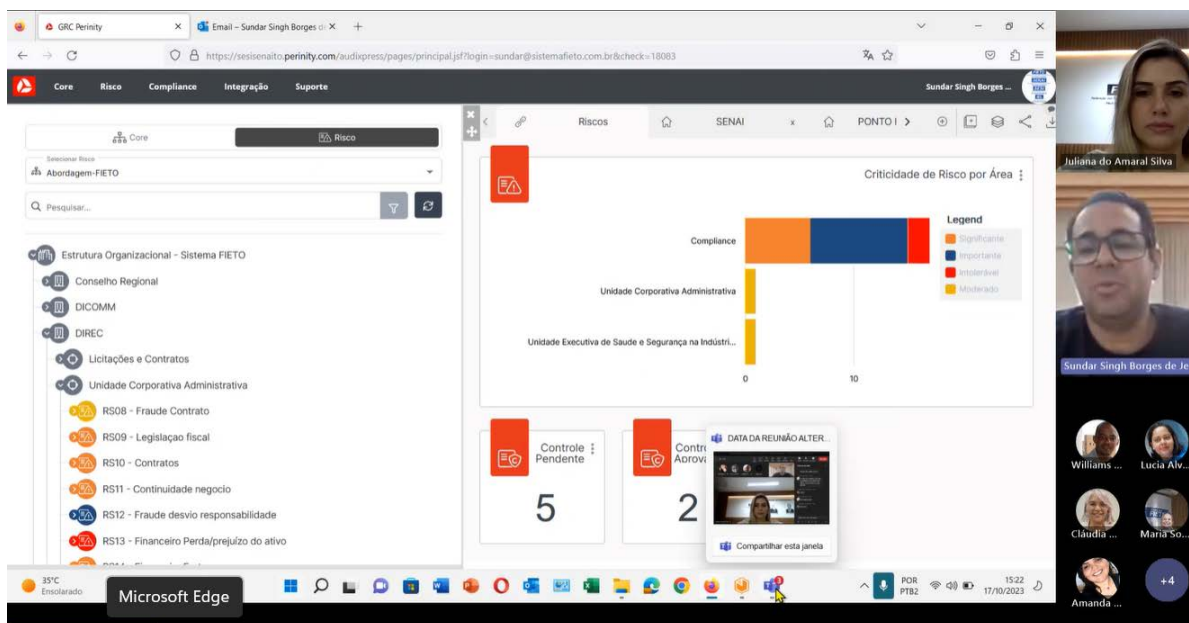 GRC Perinity
Email – Sundar Singh Borges di
https://sesisenaito.perinity.com/audixpress/pages/principal.jsf?login=sundar@sistemafieto.com.br&check=18083
Core Risco Compliance Integração Suporte
Sundar Singh Borges ...
Core
Risco
Selecionar Risco
Abordagem-FIETO
Pesquisar...
Estrutura Organizacional - Sistema FIETO
Conselho Regional
DICOMM
DIREC
Licitações e Contratos
Unidade Corporativa Administrativa
RS08 - Fraude Contrato
RS09 - Legislaçao fiscal
RS10 - Contratos
RS11 - Continuidade negocio
RS12 - Fraude desvio responsabilidade
RS13 - Financeiro Perda/prejuízo do ativo
Riscos
SENAI
PONTO I
Criticidade de Risco por Área
Compliance
Unidade Corporativa Administrativa
Unidade Executiva de Saude e Segurança na Indústri...
0
10
Legend
Significante
Importante
Intolerável
Moderado
Controle
Pendente
5
Contro
Aprova
2
DATA DA REUNIÃO ALTER...
Compartilhar esta janela
35°C
Ensolarado
Microsoft Edge
POR
PTB2
15:22
17/10/2023
Juliana do Amaral Silva
Sundar Singh Borges de Je
Williams ...
Lucia Alv...
Cláudia ...
Maria So...
Amanda ...
+4